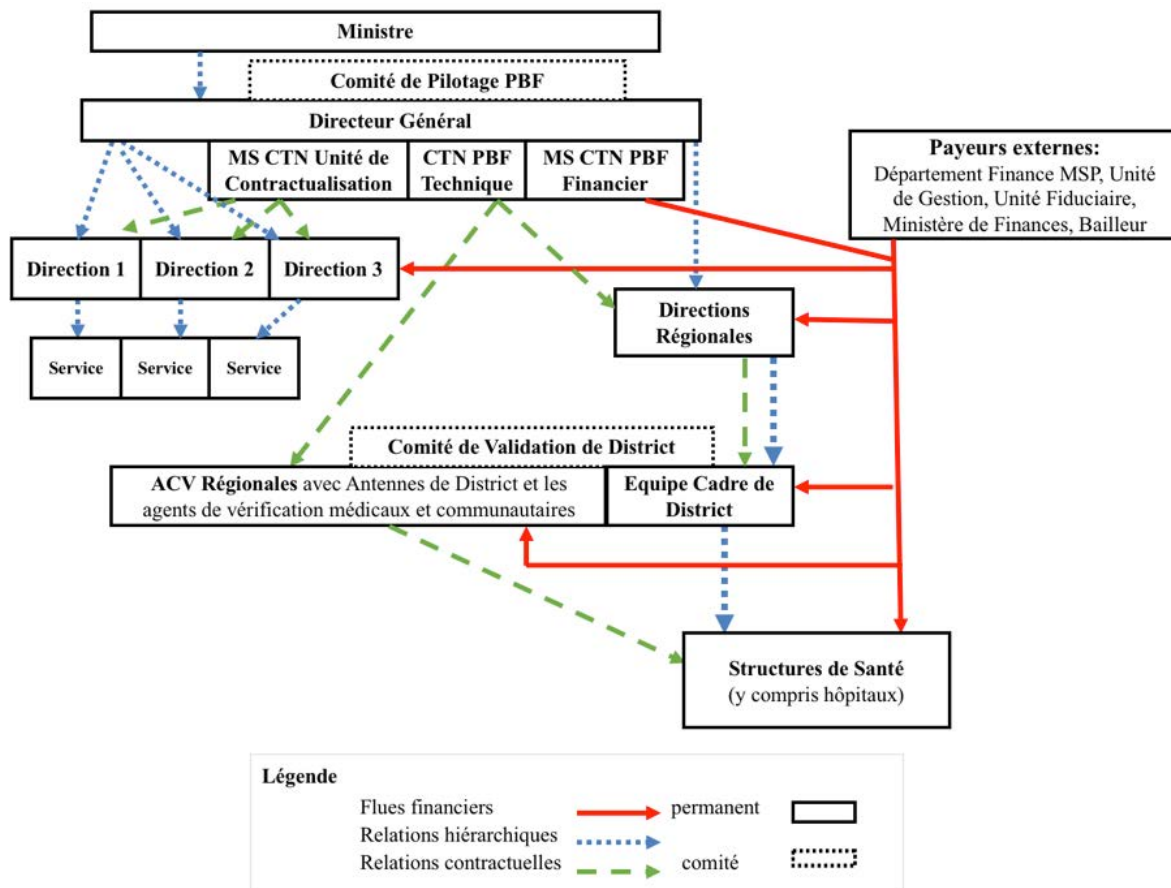 Ministre
Comité de Pilotage PBF
Directeur Général
MS CTN Unité de
Contractualisation
CTN PBF
Technique
MS CTN PBF
Financier
Payeurs externes:
Département Finance MSP, Unité
de Gestion, Unité Fiduciaire,
Ministère de Finances, Bailleur
Direction 1
Direction 2
Direction 3
Directions
Régionales
Service
Service
Service
Comité de Validation de District
ACV Régionales avec Antennes de District et les
agents de vérification médicaux et communautaires
Equipe Cadre de
District
Structures de Santé
(y compris hôpitaux)
Légende
Flues financiers
permanent
Relations hiérarchiques
Relations contractuelles
comité